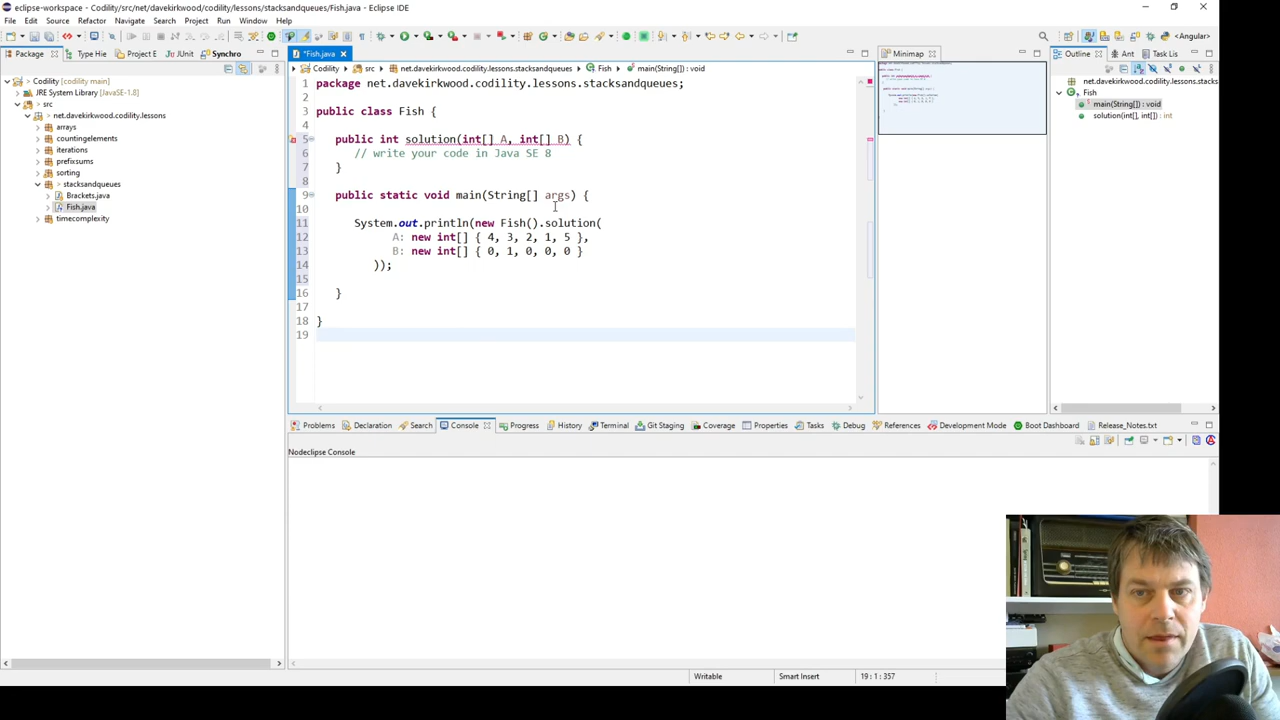 eclipse-workspace - Codility/src/net/davekirkwood/codility/lessons/stacksandqueues/Fish.java - Eclipse IDE
File Edit Source Refactor Navigate Search Project Run Window Help
<Angular>
Package Type Hie Project E JUnit Synchro
*Fish.java Minimap Outline Ant Task Lis
Codility src net.davekirkwood.codility.lessons.stacksandqueues Fish main(String[]) : void
Codility [codility main]
JRE System Library [JavaSE-1.8]
src
net.davekirkwood.codility.lessons
arrays
countingelements
iterations
prefixsums
sorting
stacksandqueues
Brackets.java
Fish.java
timecomplexity
1 package net.davekirkwood.codility.lessons.stacksandqueues;
2
3 public class Fish {
4
5 public int solution(int[] A, int[] B) {
6 // write your code in Java SE 8
7 }
8
9 public static void main(String[] args) {
10
11 System.out.println(new Fish().solution(
12 A: new int[] { 4, 3, 2, 1, 5 },
13 B: new int[] { 0, 1, 0, 0, 0 }
14 ));
15
16 }
17
18 }
19
net.davekirkwood.codility.lessons.stacks
Fish
main(String[]) : void
solution(int[], int[]) : int
Problems Declaration Search Console Progress History Terminal Git Staging Coverage Properties Tasks Debug References Development Mode Boot Dashboard Release_Notes.txt
Nodeclipse Console
Writable Smart Insert 19 : 1 : 357